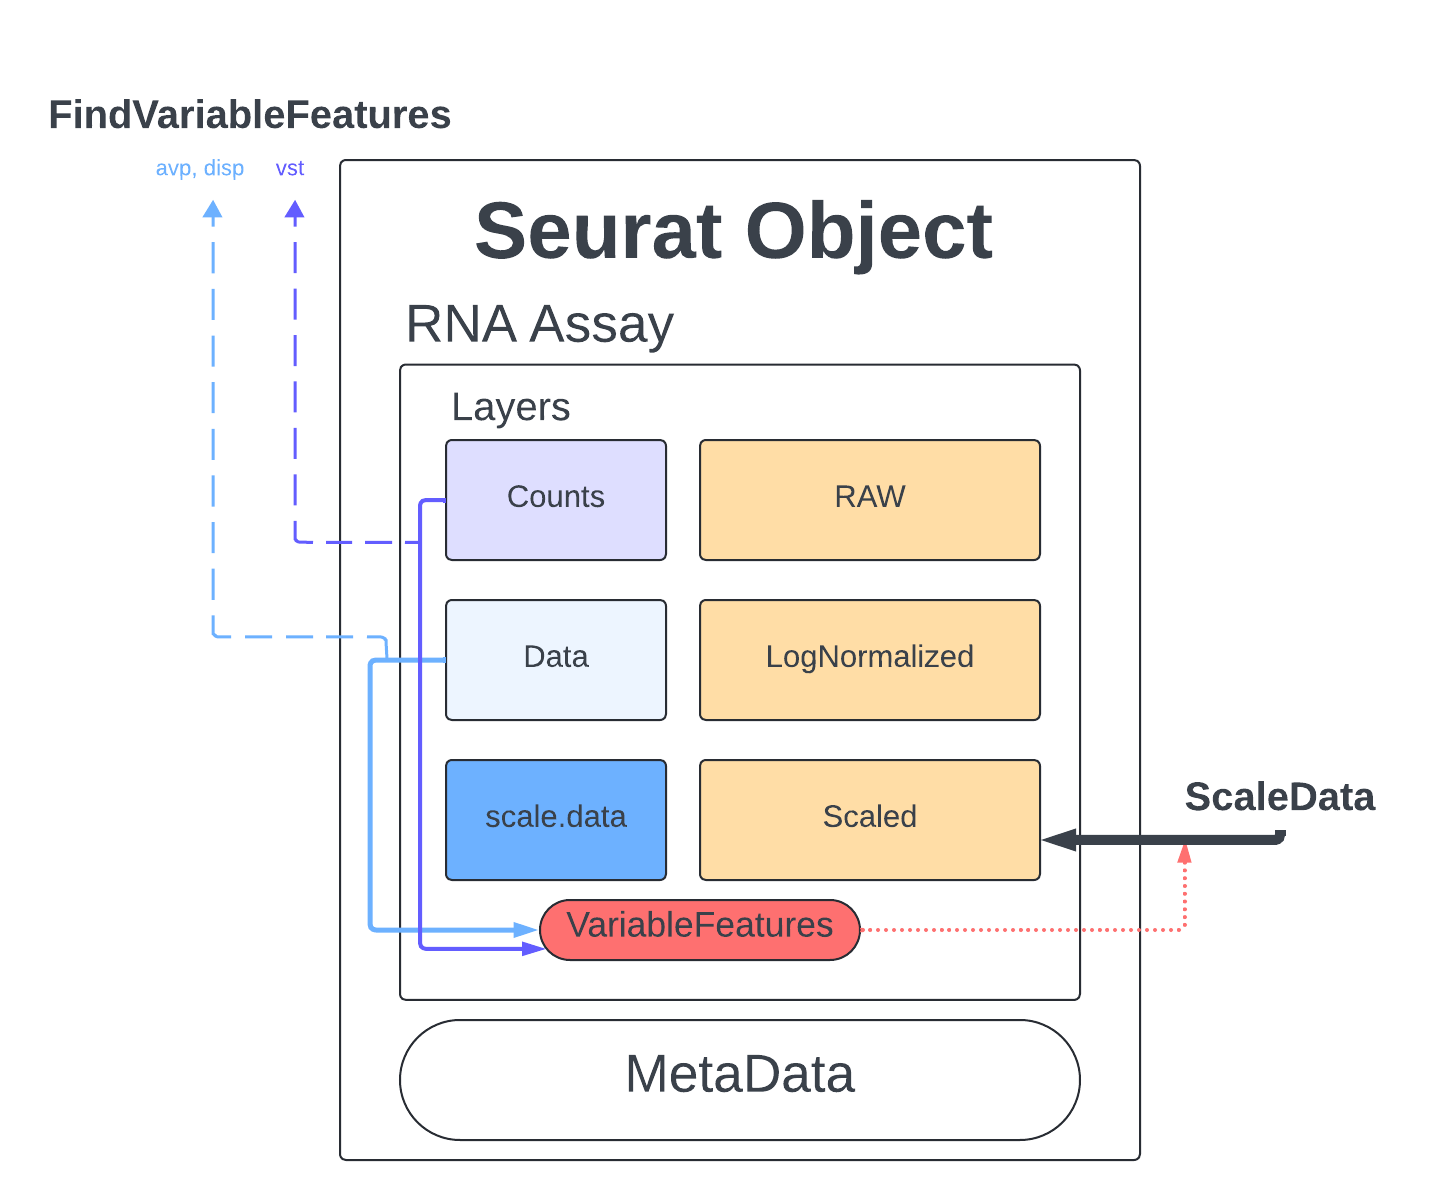 FindVariableFeatures
avp, disp
vst
Seurat Object
RNA Assay
Layers
Counts
RAW
Data
LogNormalized
scale.data
Scaled
ScaleData
VariableFeatures
MetaData